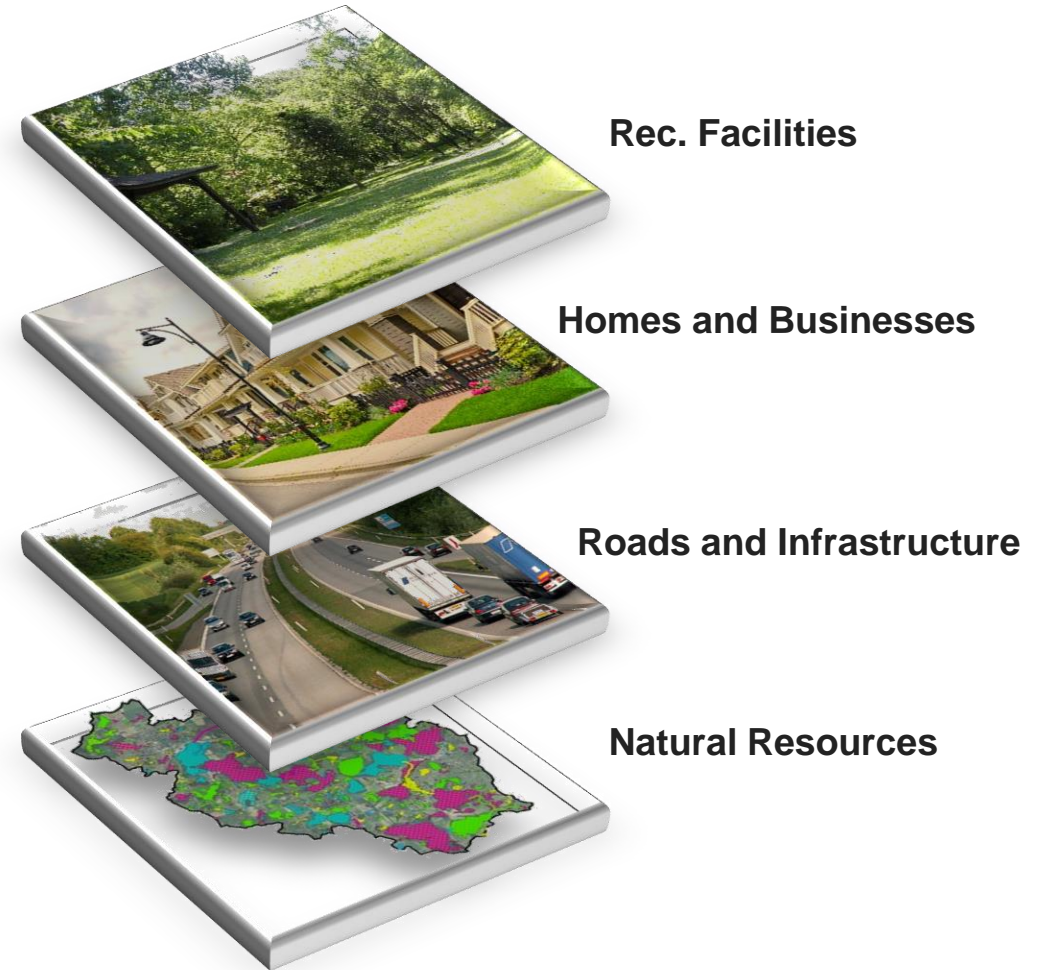 Rec. Facilities
Homes and Businesses
Roads and Infrastructure
Natural Resources